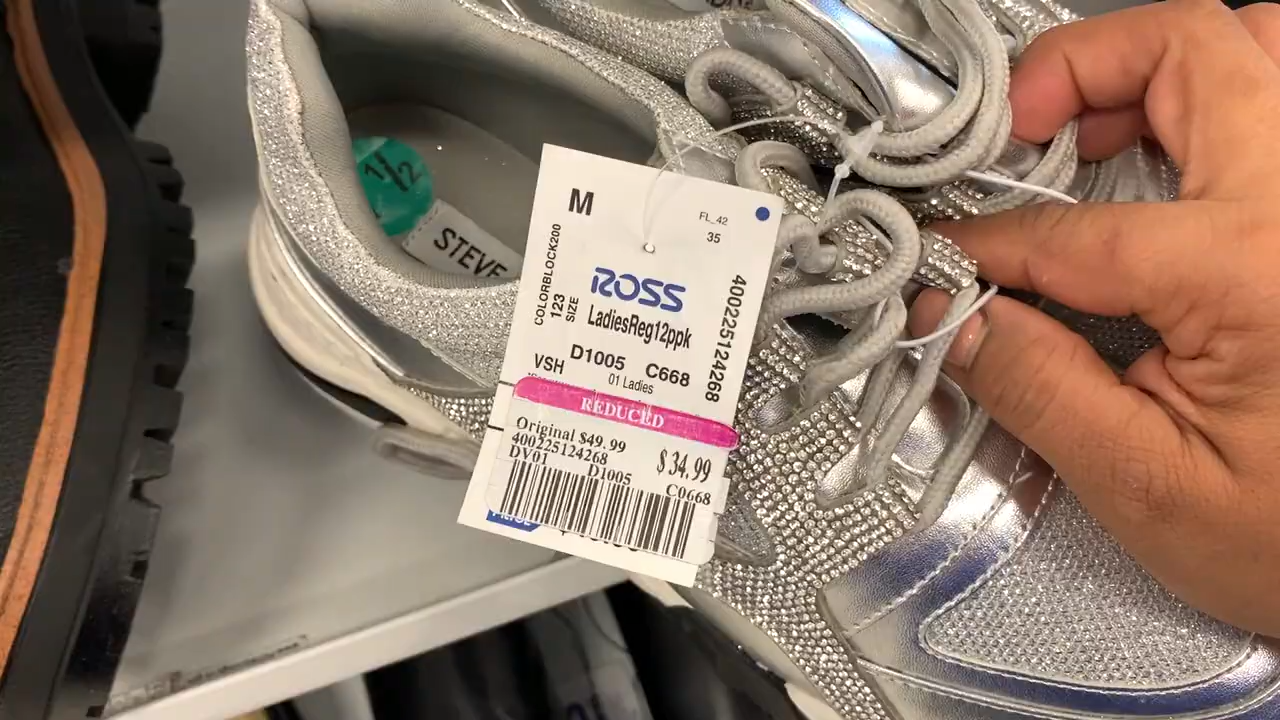 1/2
STEVE
M
FL_42
35
COLORBLOCK200
123
SIZE
ROSS
LadiesReg12ppk
400225124268
VSH D1005 C668
01 Ladies
REDUCED
Original $49.99
400225124268
$34.99
DV01 D1005 C0668